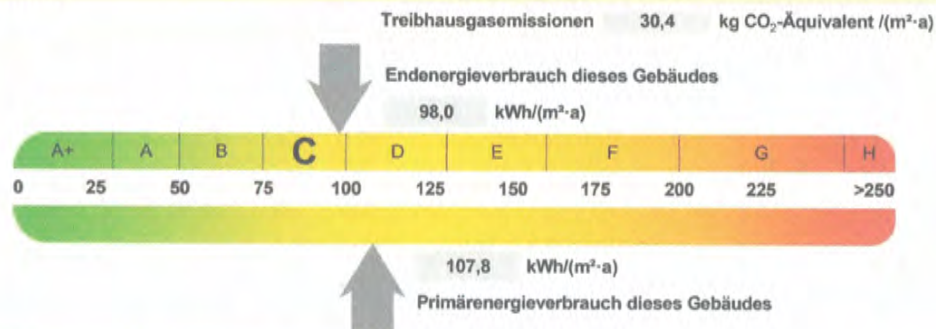 Treibhausgasemissionen 30,4 kg CO₂-Äquivalent /(m²·a)
Endenergieverbrauch dieses Gebäudes
98,0 kWh/(m²·a)
A+ A B C D E F G H
0 25 50 75 100 125 150 175 200 225 >250
107,8 kWh/(m²·a)
Primärenergieverbrauch dieses Gebäudes